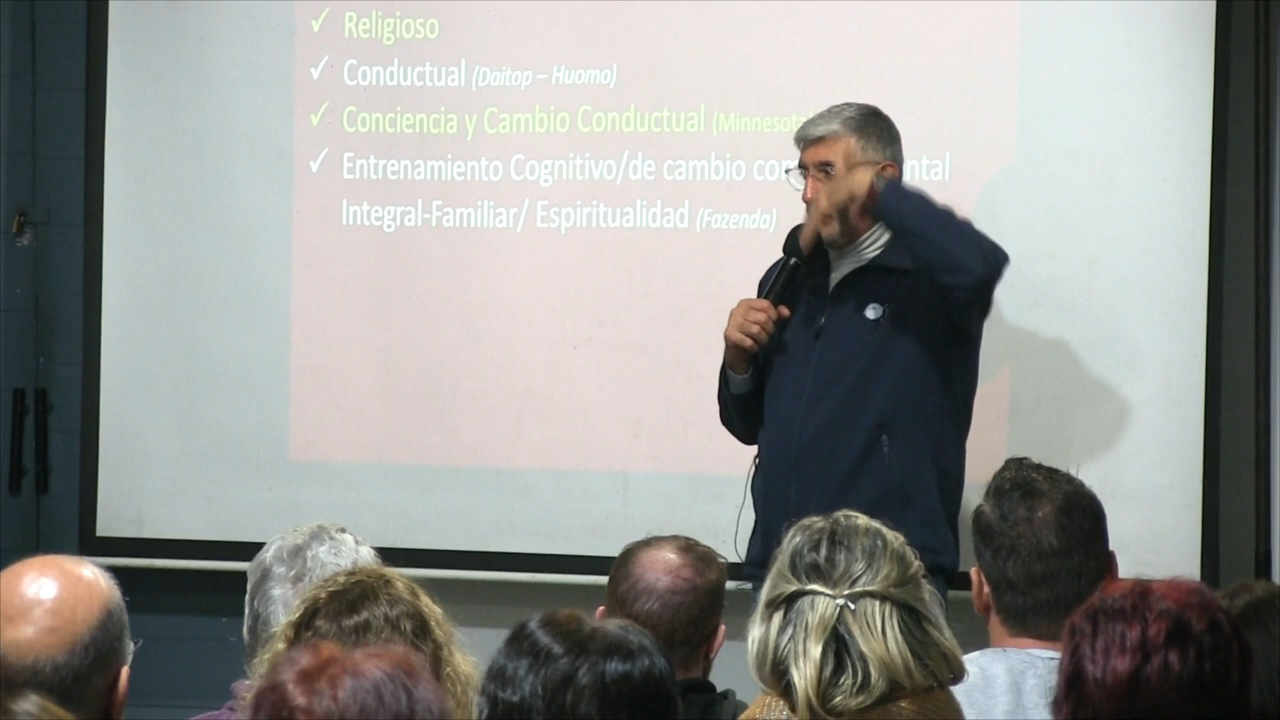 ✓ Religioso
✓ Conductual (Daitop – Huomo)
✓ Conciencia y Cambio Conductual (Minnesota
✓ Entrenamiento Cognitivo/de cambio
Integral-Familiar/ Espiritualidad (Fazenda)